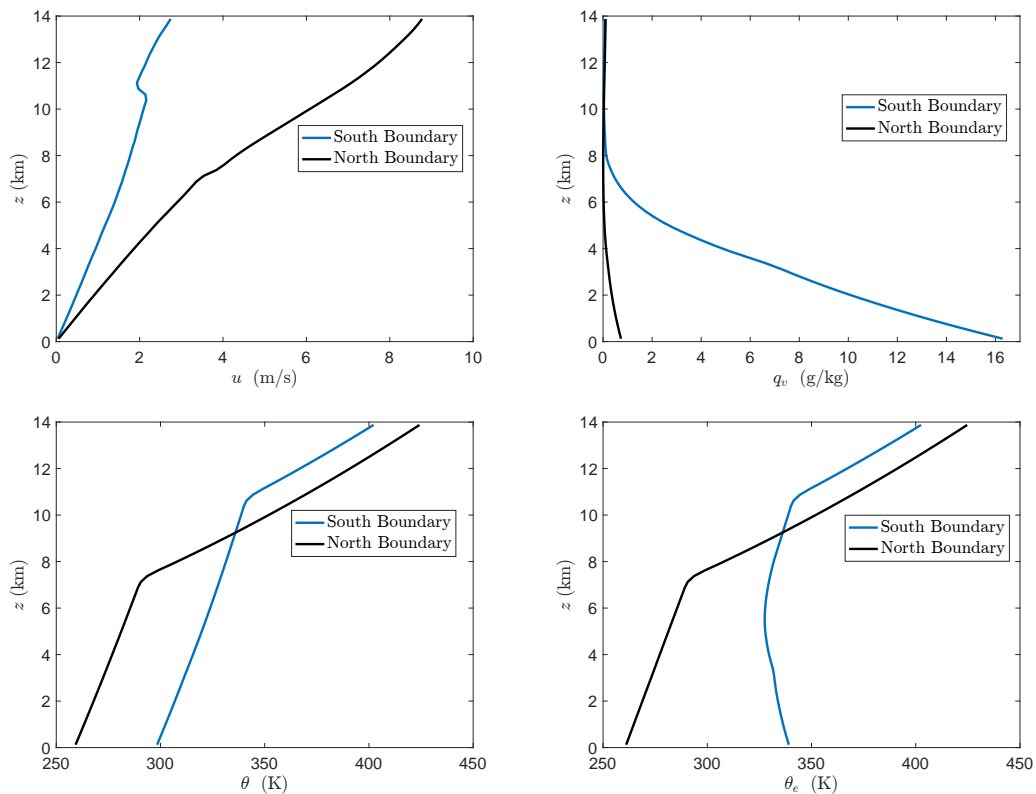 14
12
10
8
6
4
2
0
z (km)
0 2 4 6 8 10
u (m/s)
South Boundary
North Boundary
14
12
10
8
6
4
2
0
z (km)
0 2 4 6 8 10 12 14 16
q_v (g/kg)
South Boundary
North Boundary
14
12
10
8
6
4
2
0
z (km)
250 300 350 400 450
θ (K)
South Boundary
North Boundary
14
12
10
8
6
4
2
0
z (km)
250 300 350 400 450
θ_e (K)
South Boundary
North Boundary